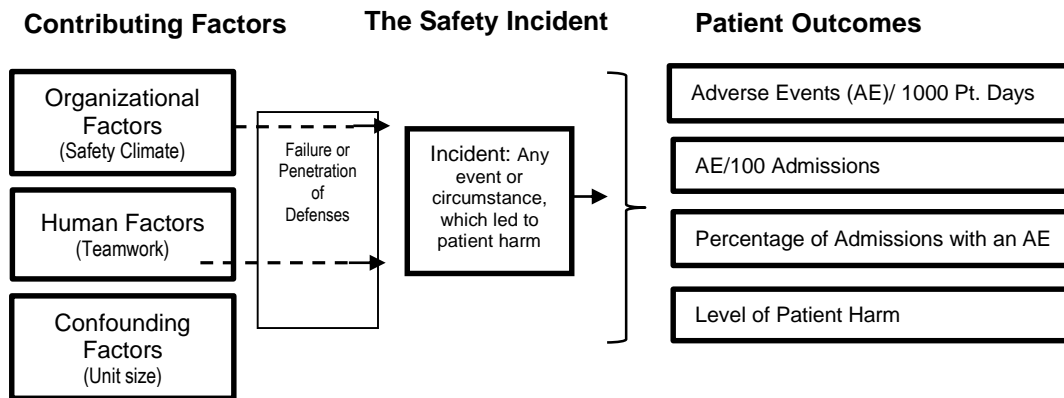 Contributing Factors
The Safety Incident
Patient Outcomes
Organizational
Factors
(Safety Climate)
Human Factors
(Teamwork)
Confounding
Factors
(Unit size)
Failure or
Penetration
of
Defenses
Incident: Any
event or
circumstance,
which led to
patient harm
Adverse Events (AE)/ 1000 Pt. Days
AE/100 Admissions
Percentage of Admissions with an AE
Level of Patient Harm